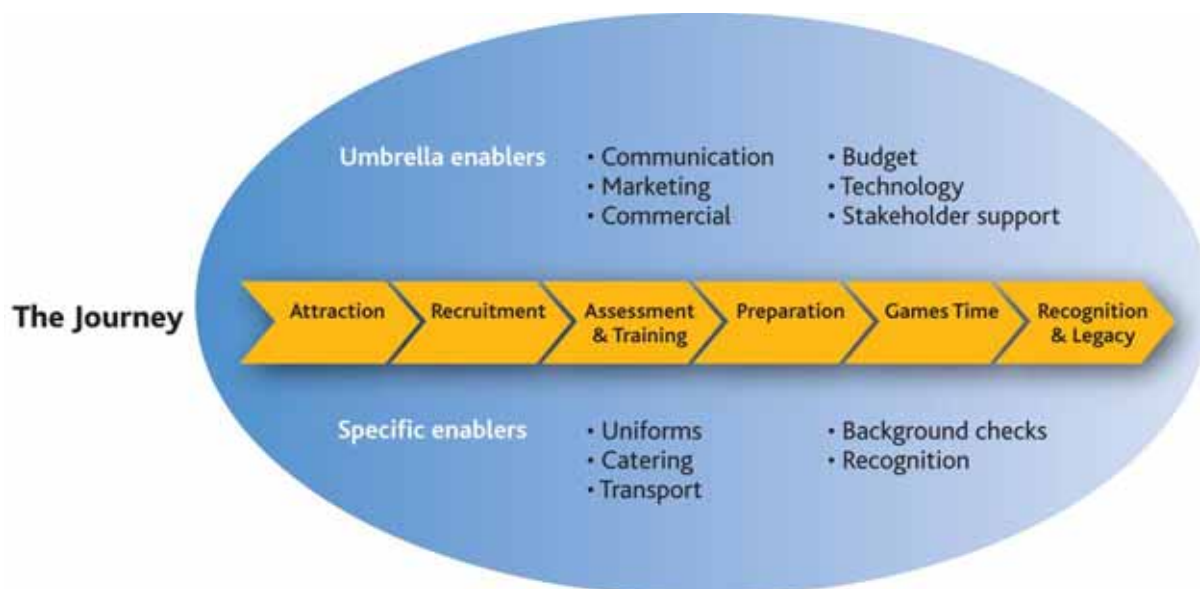 Umbrella enablers
• Communication
• Marketing
• Commercial
• Budget
• Technology
• Stakeholder support
The Journey
Attraction
Recruitment
Assessment
& Training
Preparation
Games Time
Recognition
& Legacy
Specific enablers
• Uniforms
• Catering
• Transport
• Background checks
• Recognition